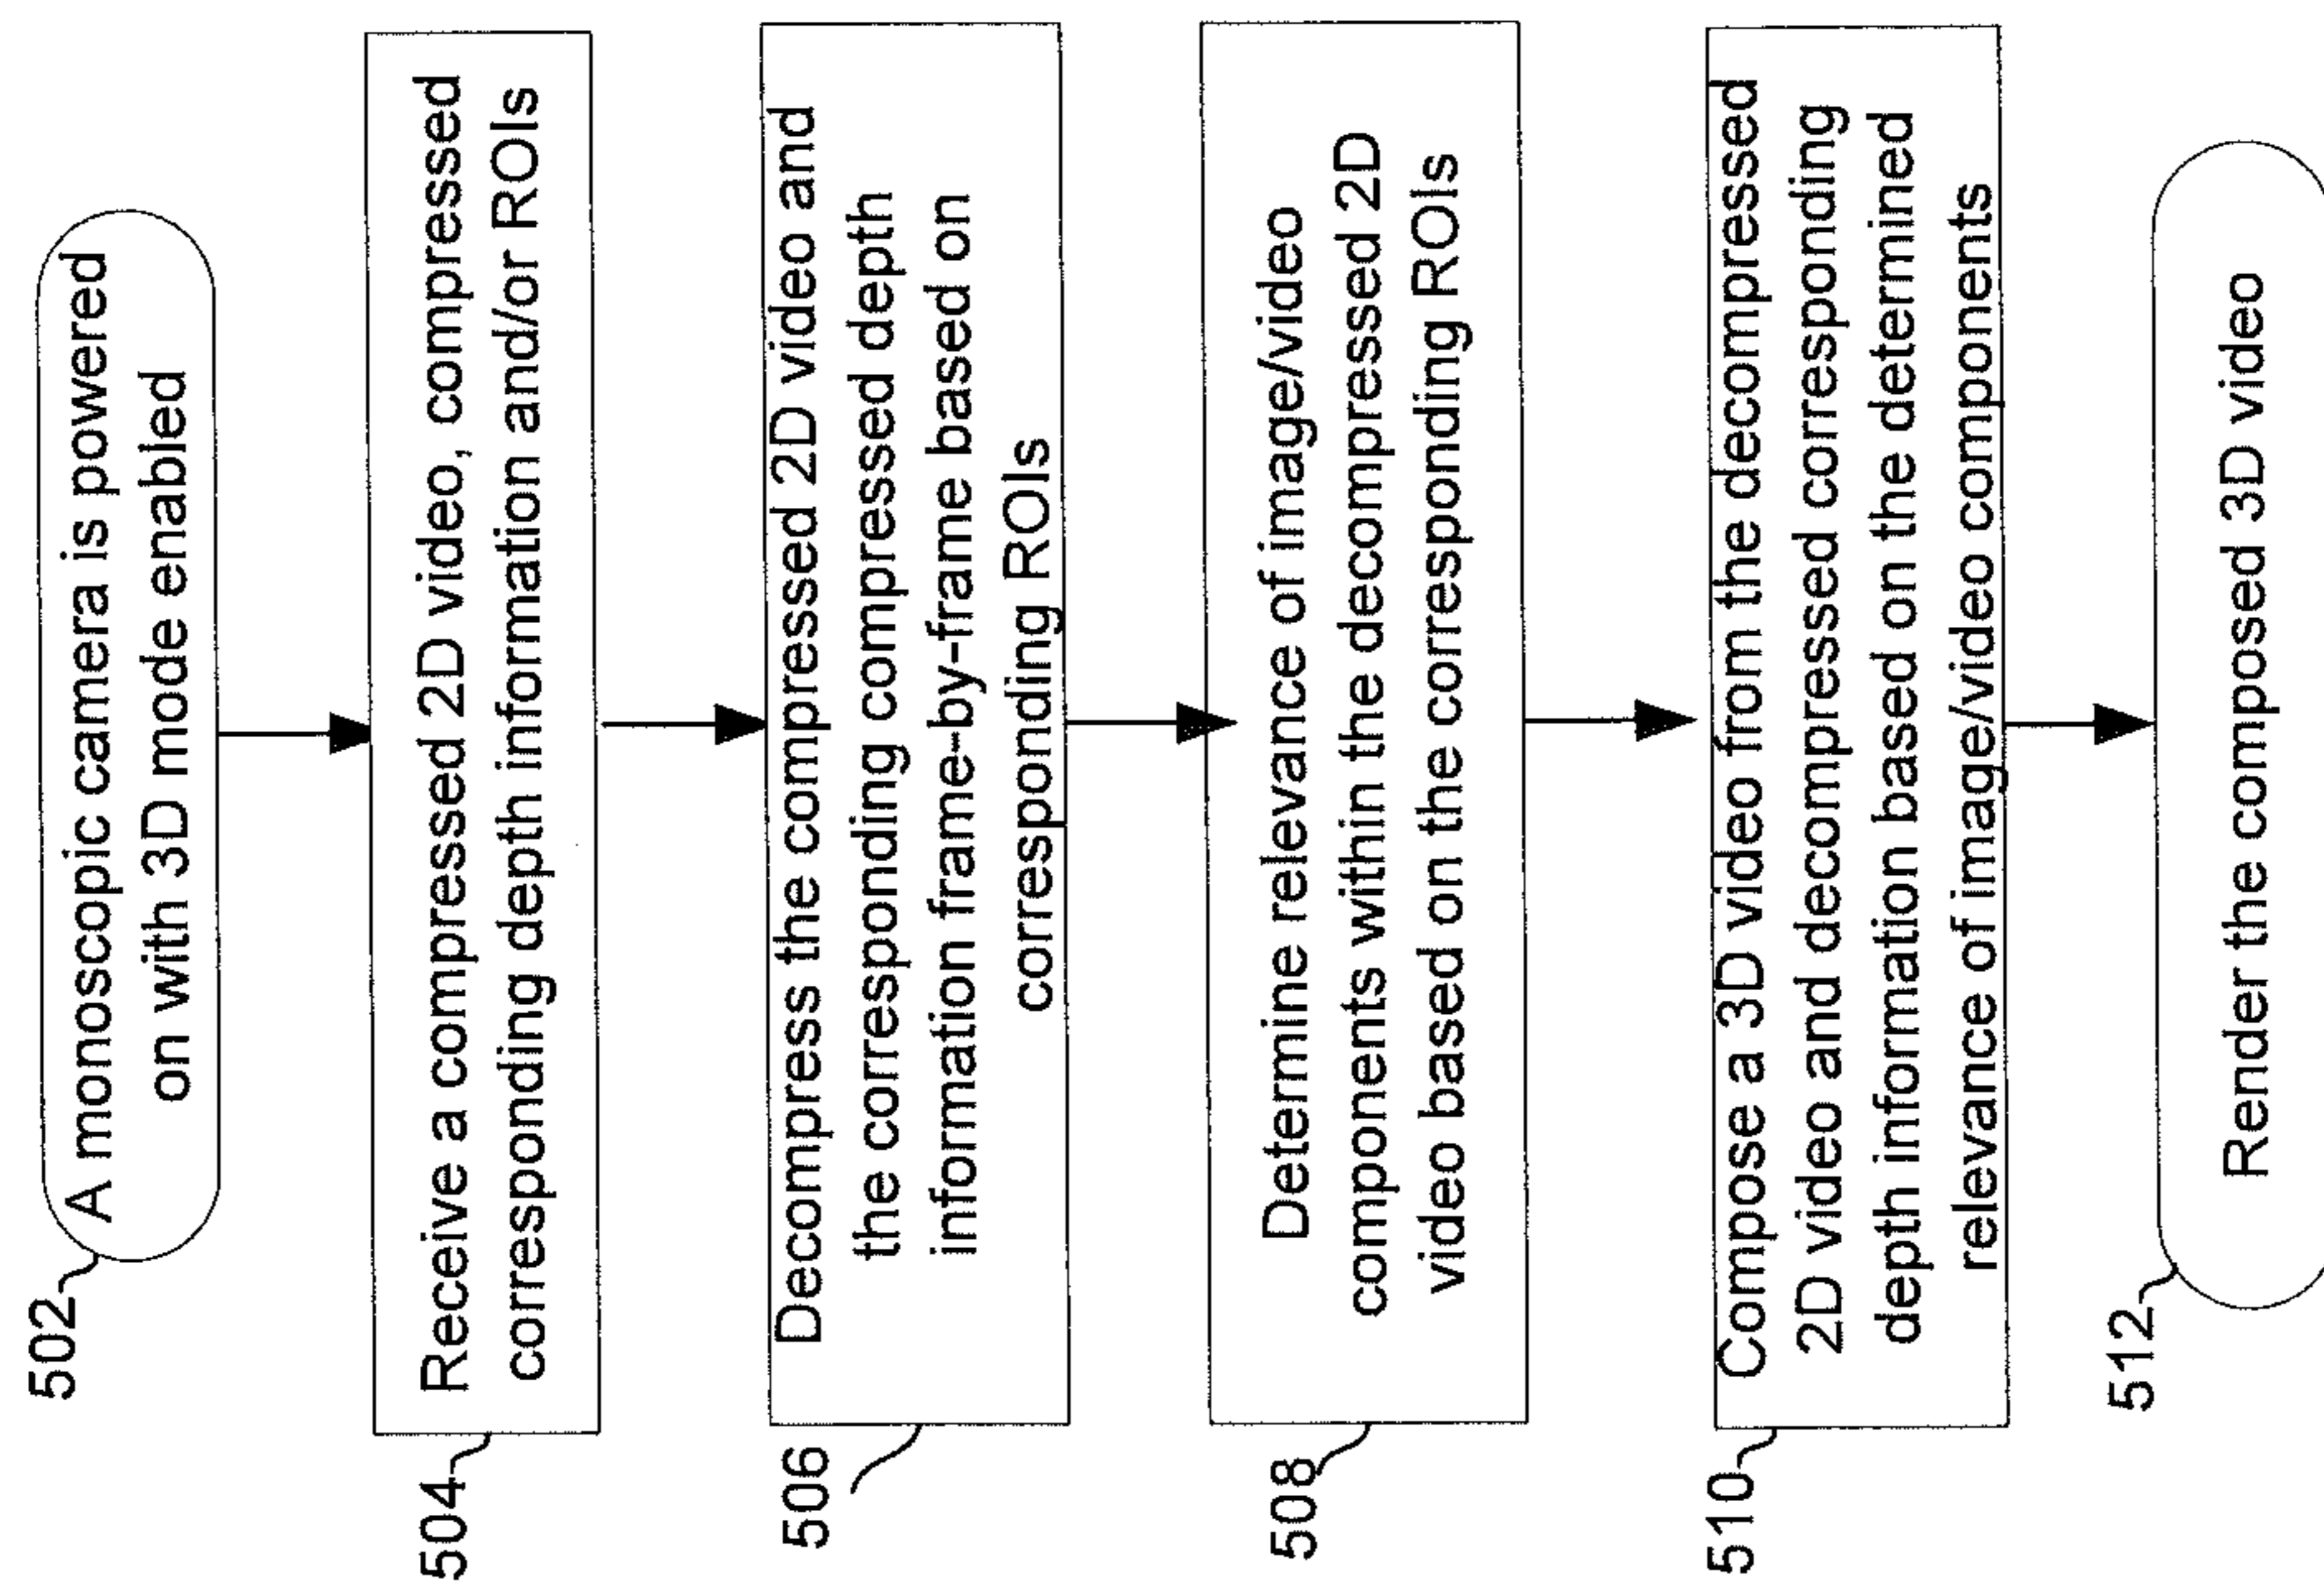 502
A monoscopic camera is powered
on with 3D mode enabled
504
Receive a compressed 2D video, compressed
corresponding depth information and/or ROIs
506
Decompress the compressed 2D video and
the corresponding compressed depth
information frame-by-frame based on
corresponding ROIs
508
Determine relevance of image/video
components within the decompressed 2D
video based on the corresponding ROIs
510
Compose a 3D video from the decompressed
2D video and decompressed corresponding
depth information based on the determined
relevance of image/video components
512
Render the composed 3D video